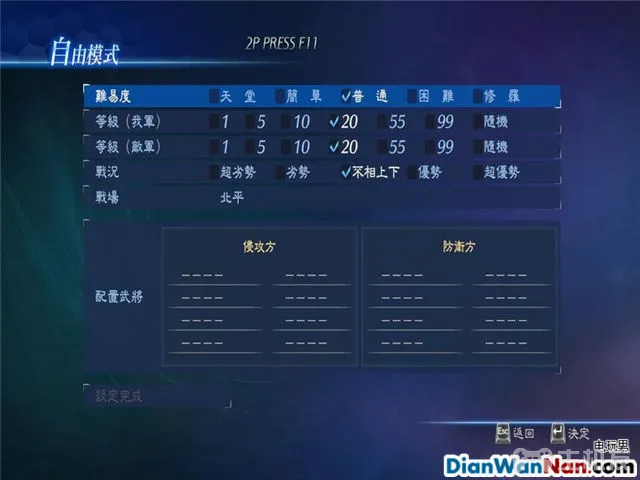 自由模式
2P PRESS F11
難易度 天堂 簡單 普通 困難 修羅
等級（我軍） 1 5 10 20 55 99 隨機
等級（敵軍） 1 5 10 20 55 99 隨機
戰況 超劣勢 劣勢 不相上下 優勢 超優勢
戰場 北平
侵攻方 防衛方
---- ---- ---- ----
---- ---- ---- ----
配置武將
---- ---- ---- ----
---- ---- ---- ----
設定完成
Esc 返回 決定
电玩男
DianWanNan.com